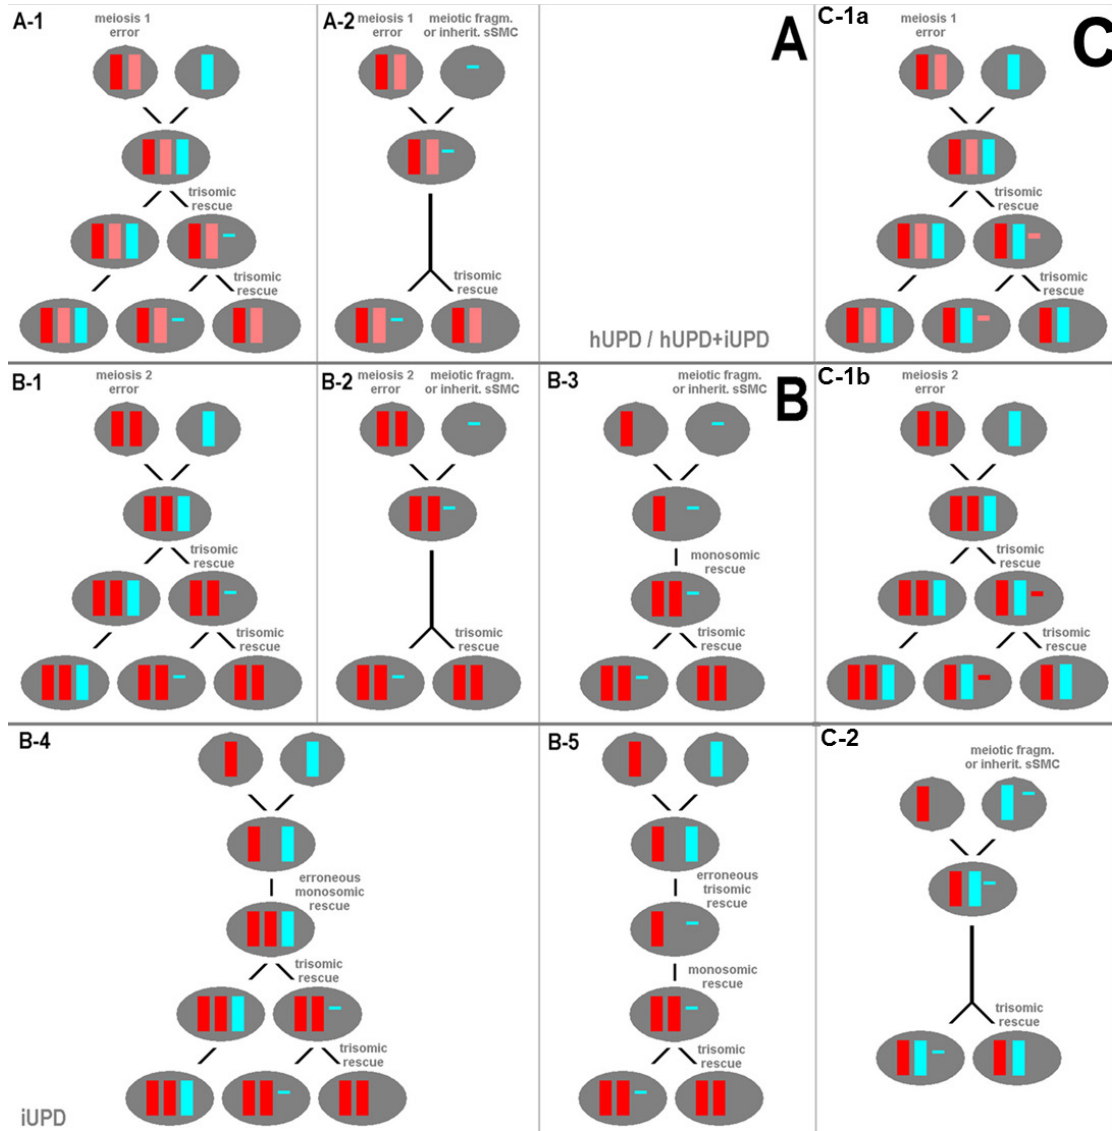 A-1
meiosis 1
error
trisomic
rescue
trisomic
rescue
A-2
meiosis 1
error
meiotic fragm.
or inherit. sSMC
trisomic
rescue
A
hUPD / hUPD+iUPD
C-1a
meiosis 1
error
C
trisomic
rescue
trisomic
rescue
B-1
meiosis 2
error
trisomic
rescue
trisomic
rescue
B-2
meiosis 2
error
meiotic fragm.
or inherit. sSMC
trisomic
rescue
B-3
meiotic fragm.
or inherit. sSMC
B
monosomic
rescue
trisomic
rescue
C-1b
meiosis 2
error
trisomic
rescue
trisomic
rescue
B-4
erroneous
monosomic
rescue
trisomic
rescue
trisomic
rescue
iUPD
B-5
erroneous
trisomic
rescue
monosomic
rescue
trisomic
rescue
C-2
meiotic fragm.
or inherit. sSMC
trisomic
rescue